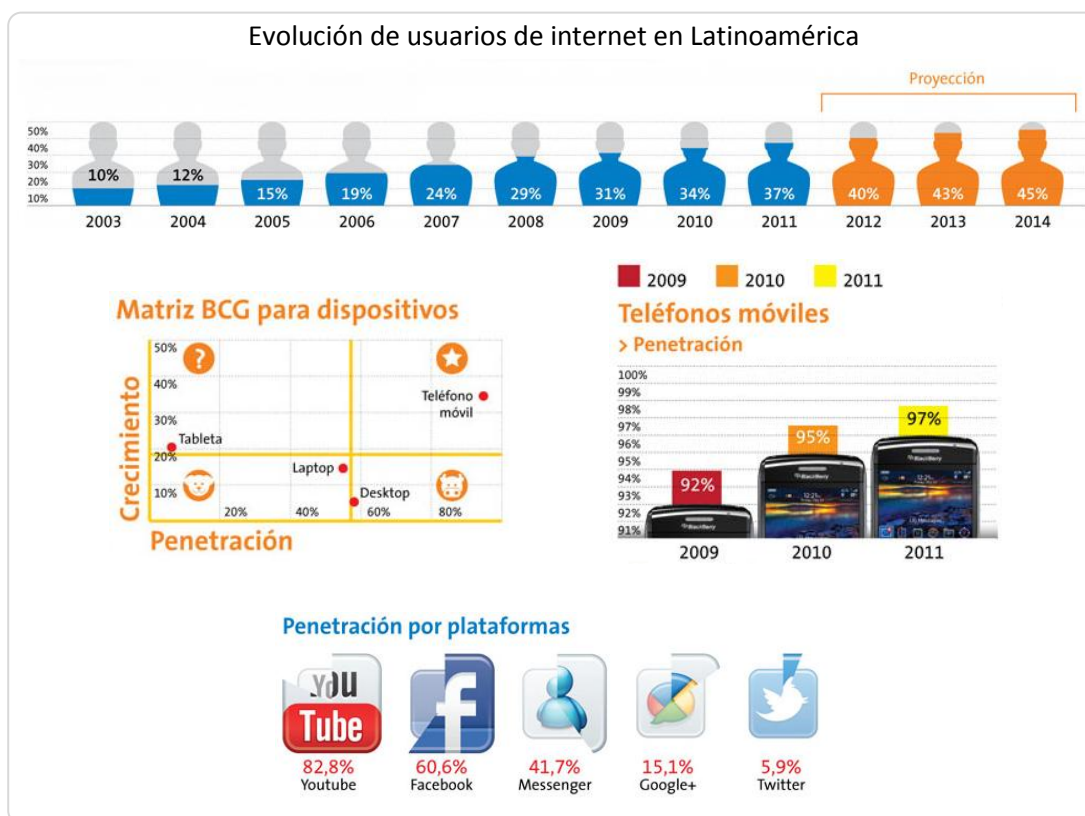 Evolución de usuarios de internet en Latinoamérica
Proyección
50%
40%
30%
20%
10%
10% 12% 15% 19% 24% 29% 31% 34% 37% 40% 43% 45%
2003 2004 2005 2006 2007 2008 2009 2010 2011 2012 2013 2014
Matriz BCG para dispositivos
Crecimiento
50%
?
40%
Teléfono
móvil
30%
Tableta
20%
Laptop
10%
Desktop
20% 40% 60% 80%
Penetración
2009 2010 2011
Teléfonos móviles
> Penetración
100%
99%
98%
97%
96%
95%
94%
93%
92%
91%
92% 95% 97%
BlackBerry
BlackBerry
BlackBerry
2009 2010 2011
Penetración por plataformas
You
Tube
f
82,8% 60,6% 41,7% 15,1% 5,9%
Youtube Facebook Messenger Google+ Twitter